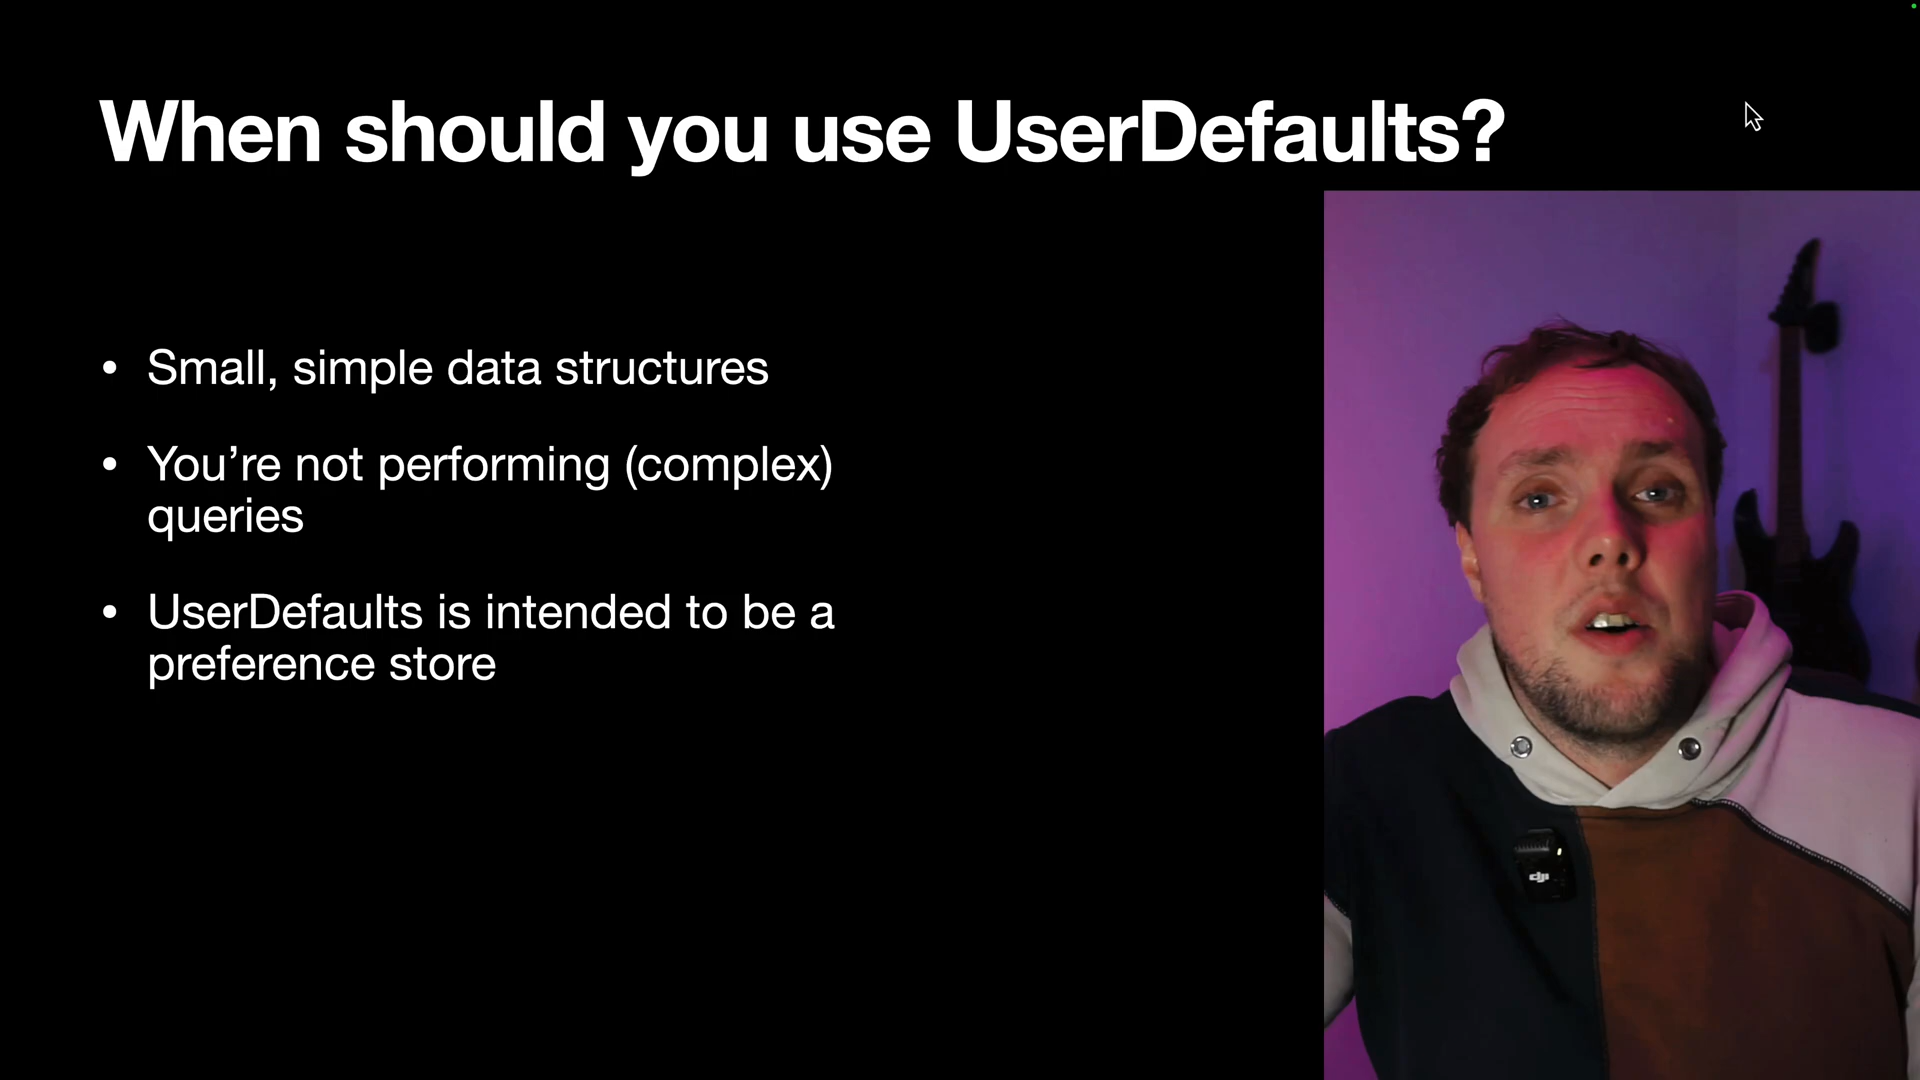 When should you use UserDefaults?
• Small, simple data structures
• You’re not performing (complex)
queries
• UserDefaults is intended to be a
preference store
dji